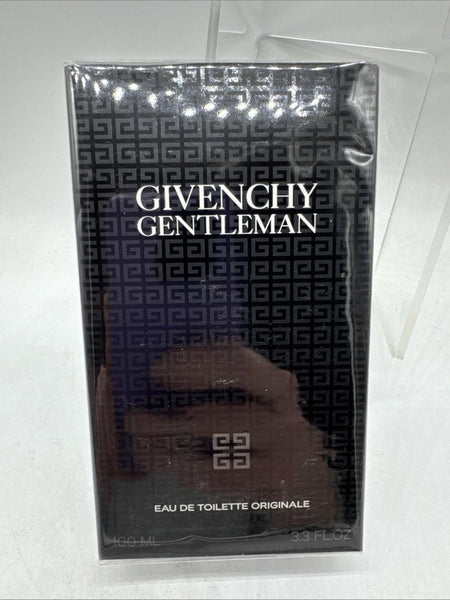 GIVENCHY
GENTLEMAN
EAU DE TOILETTE ORIGINALE
100 ML 3.3 FL.OZ